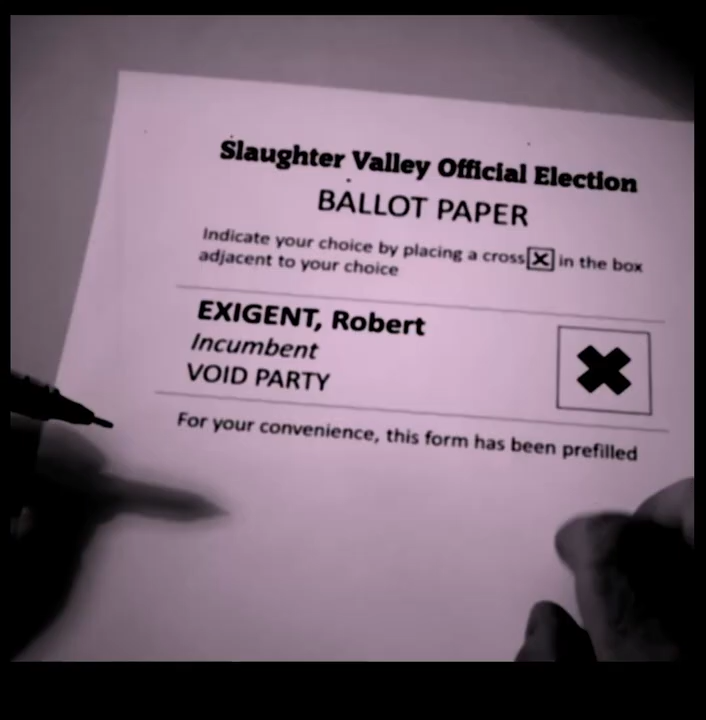 Slaughter Valley Official Election
BALLOT PAPER
Indicate your choice by placing a cross ☒ in the box
adjacent to your choice
EXIGENT, Robert
Incumbent
VOID PARTY
For your convenience, this form has been prefilled